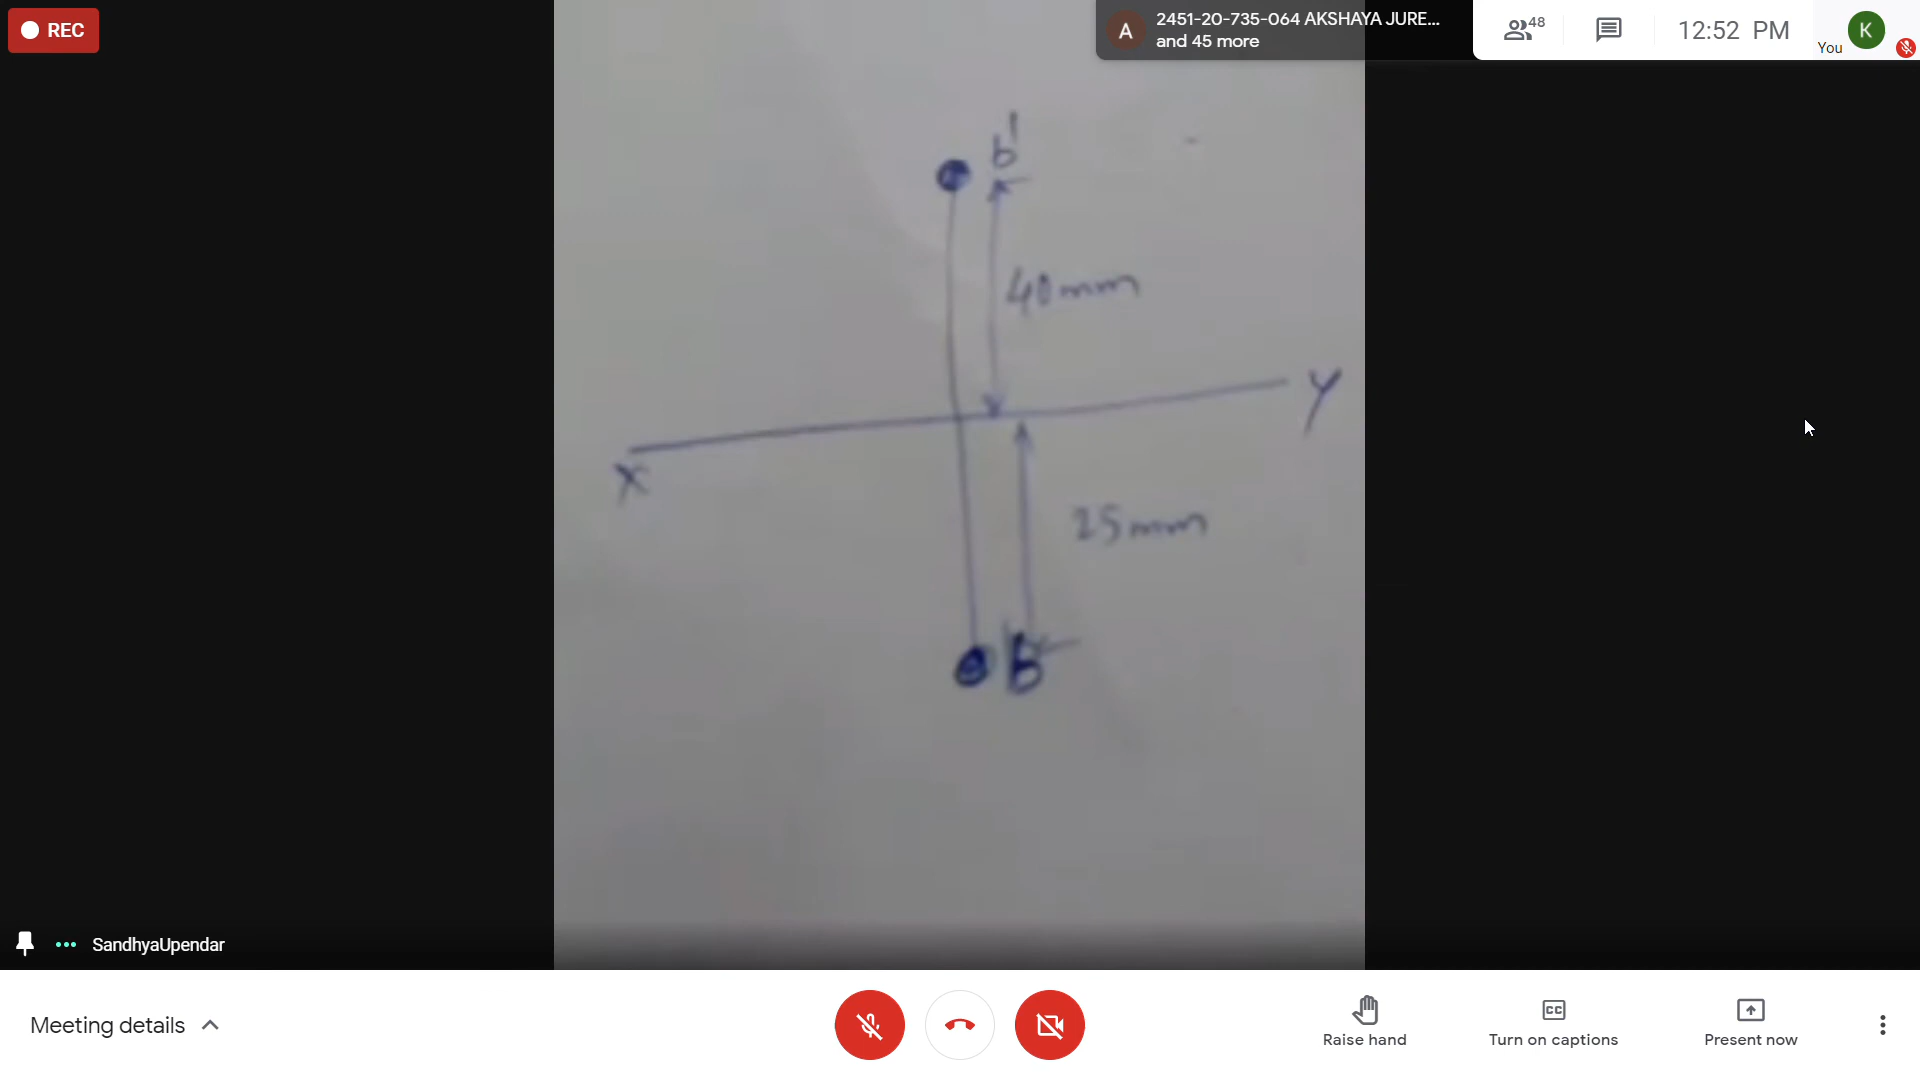 REC
2451-20-735-064 AKSHAYA JURE...
and 45 more
A
48
12:52 PM
You
K
b'
40mm
X
Y
25mm
b
SandhyaUpendar
Meeting details
Raise hand
CC
Turn on captions
Present now